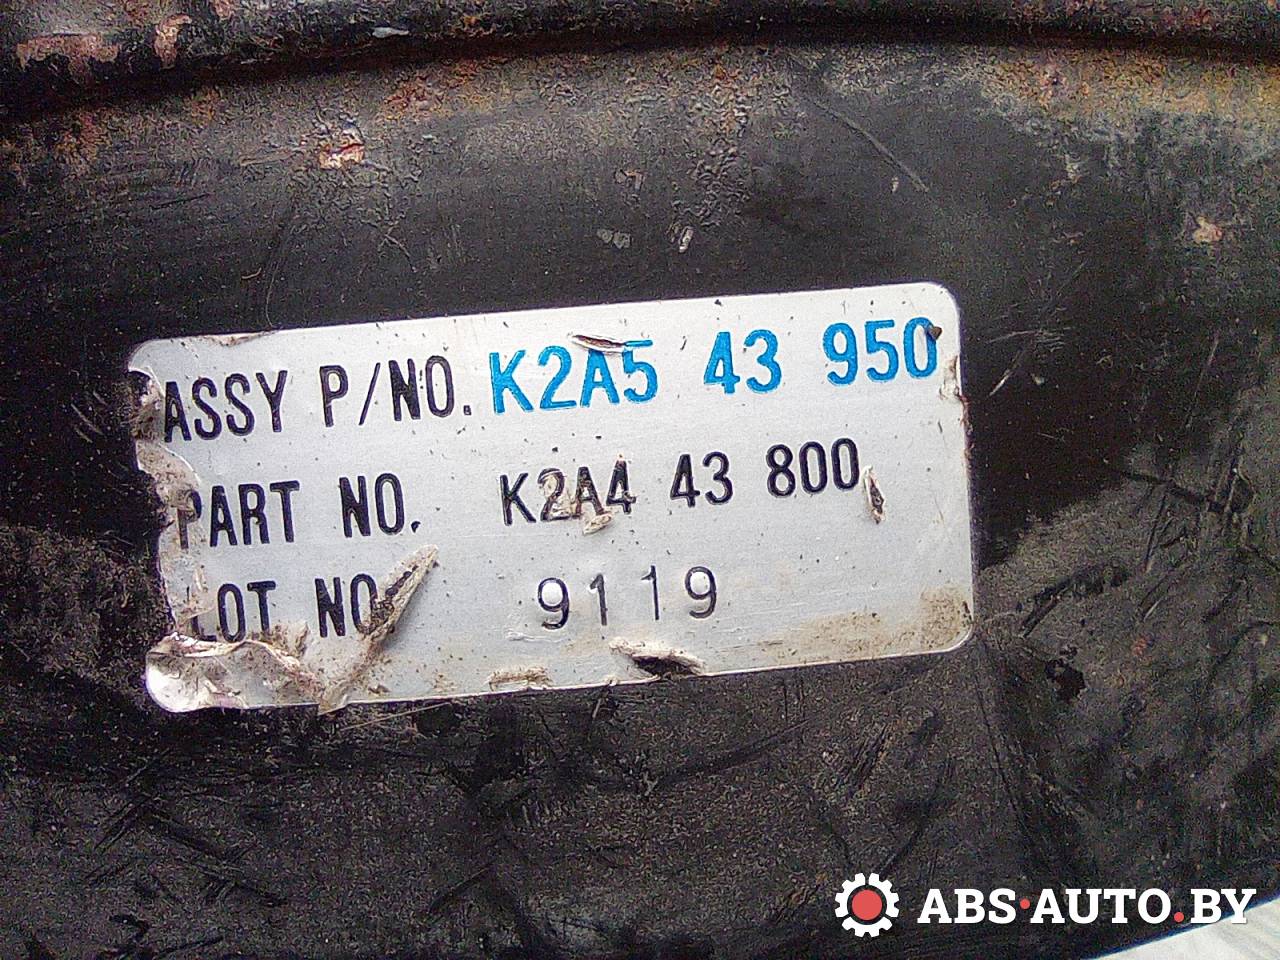 ASSY P/NO. K2A5 43 950
PART NO. K2A4 43 800
LOT NO. 9119
ABS·AUTO.BY